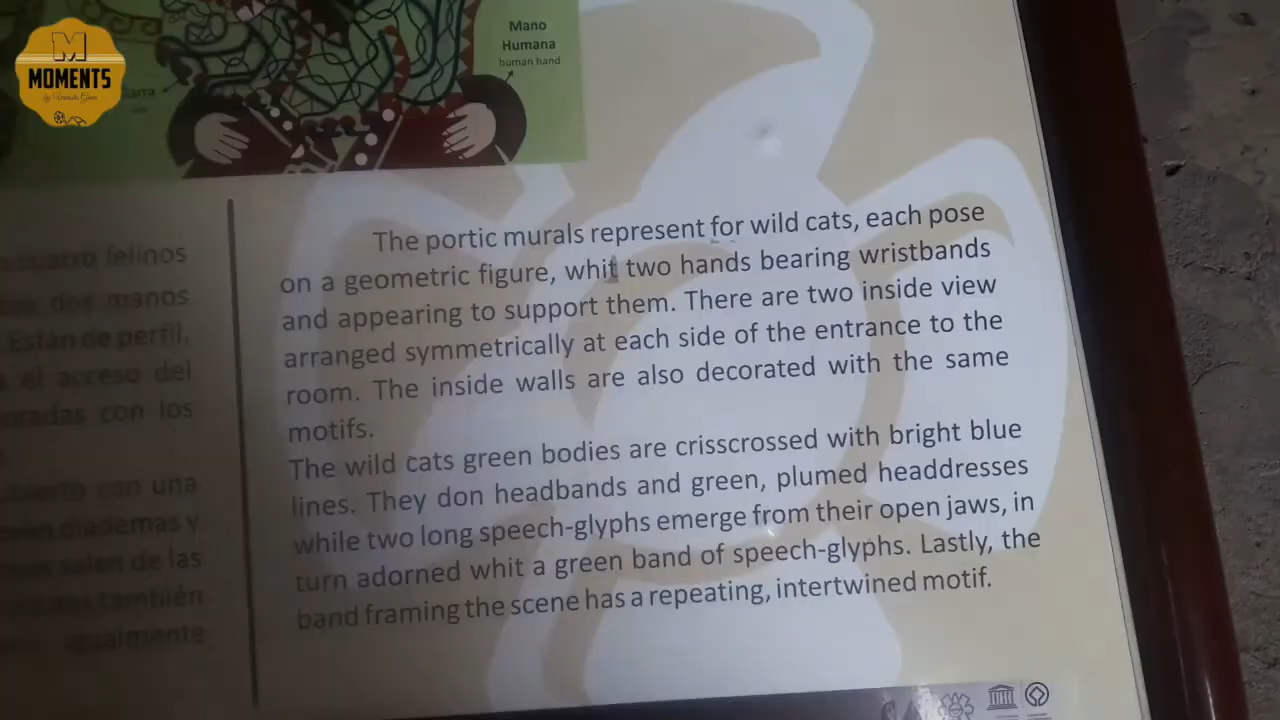 M
MOMENTS
Mano
Humana
human hand
cuatro felinos
dos manos
Están de perfil,
el acceso del
con los
The portic murals represent for wild cats, each pose
on a geometric figure, whit two hands bearing wristbands
and appearing to support them. There are two inside view
arranged symmetrically at each side of the entrance to the
room. The inside walls are also decorated with the same
motifs.
con una
diademas y
salen de las
también
igualmente
The wild cats green bodies are crisscrossed with bright blue
lines. They don headbands and green, plumed headdresses
while two long speech-glyphs emerge from their open jaws, in
turn adorned whit a green band of speech-glyphs. Lastly, the
band framing the scene has a repeating, intertwined motif.